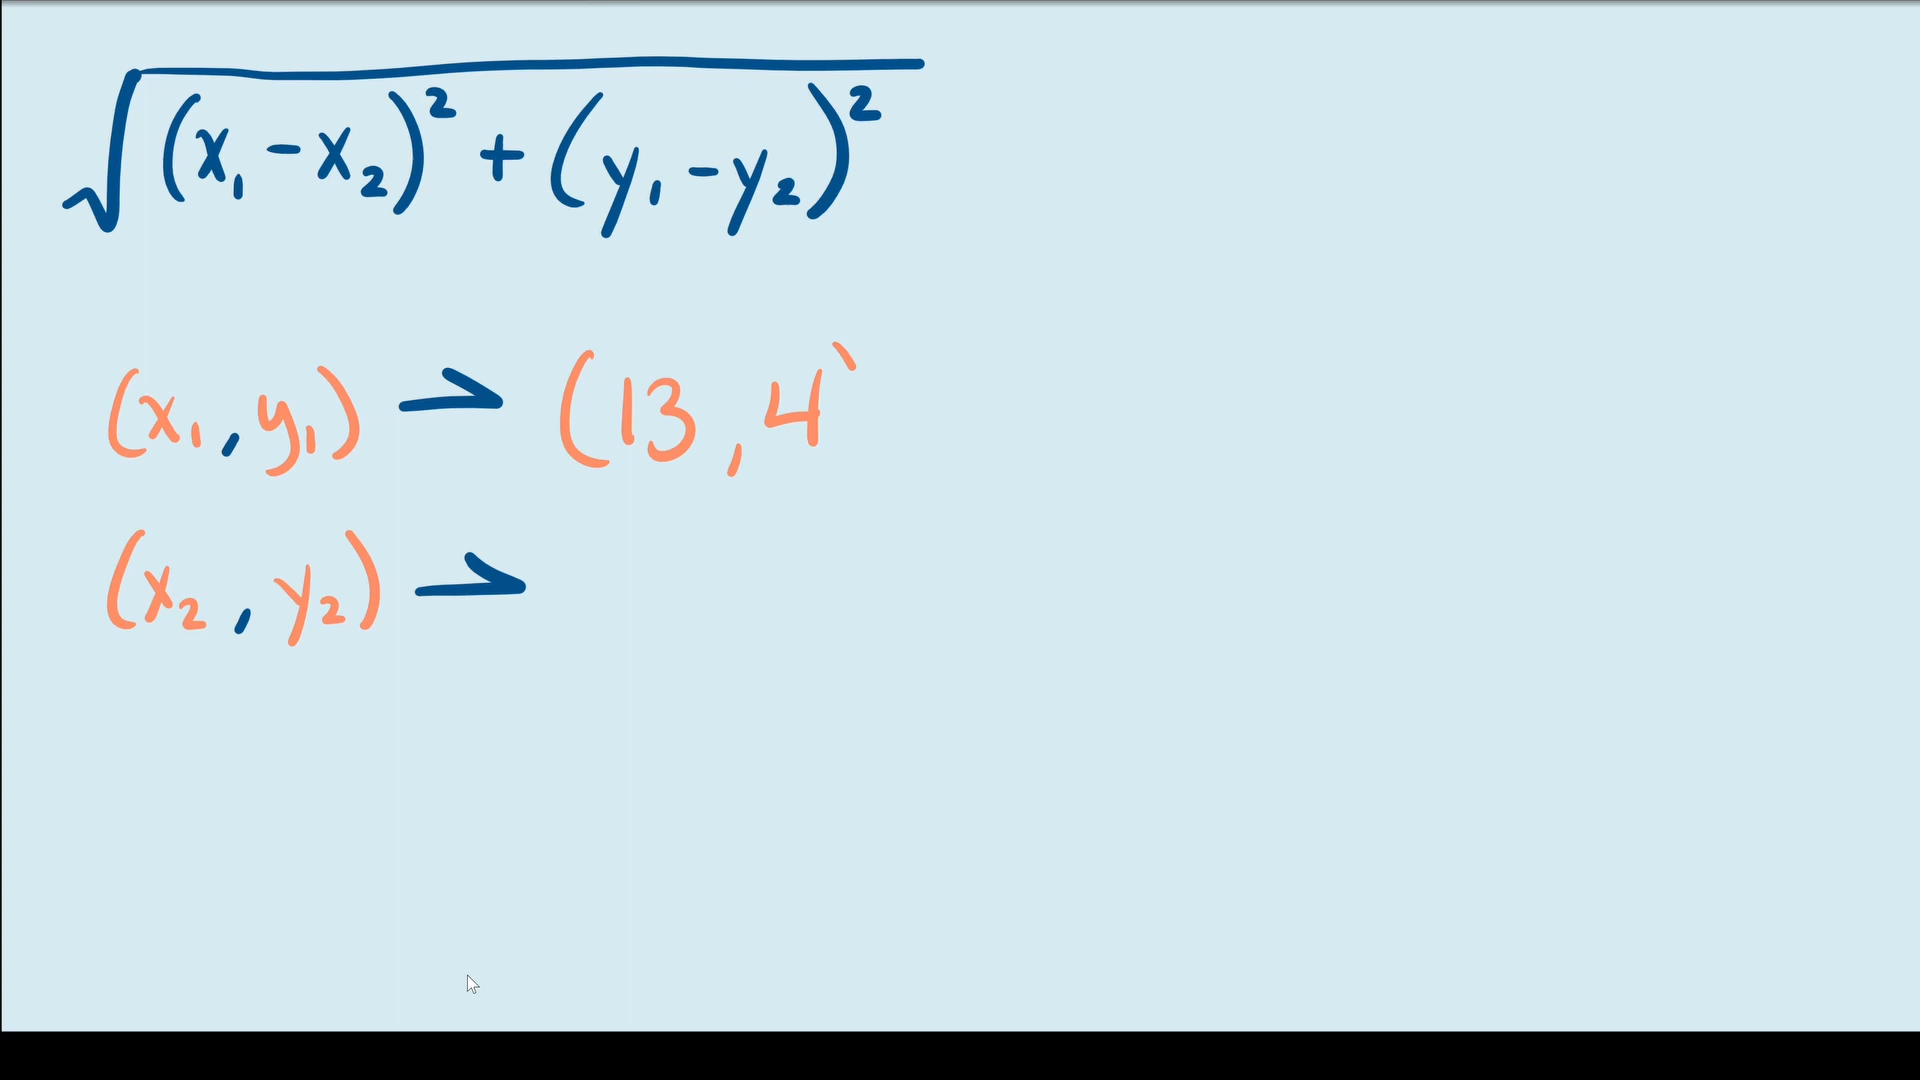 √((x₁ - x₂)² + (y₁ - y₂)²)
(x₁, y₁) ⇀ (13, 4
(x₂, y₂) ⇀